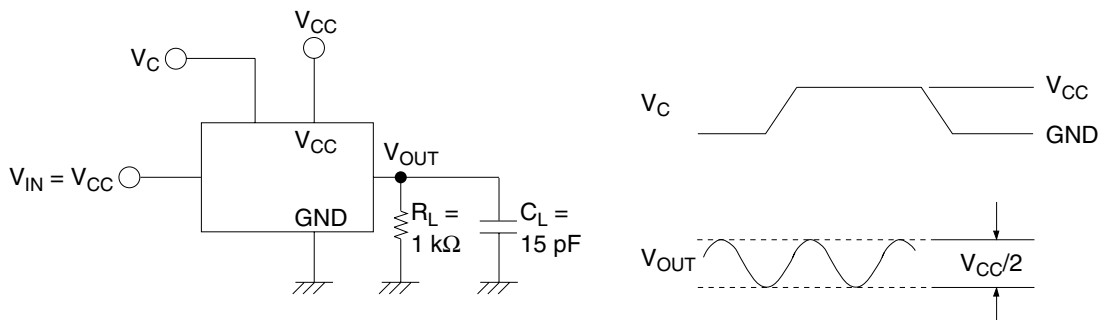 V_C
V_CC
V_CC
V_IN = V_CC
GND
V_OUT
R_L =
1 kΩ
C_L =
15 pF
V_C
V_CC
GND
V_OUT
V_CC/2